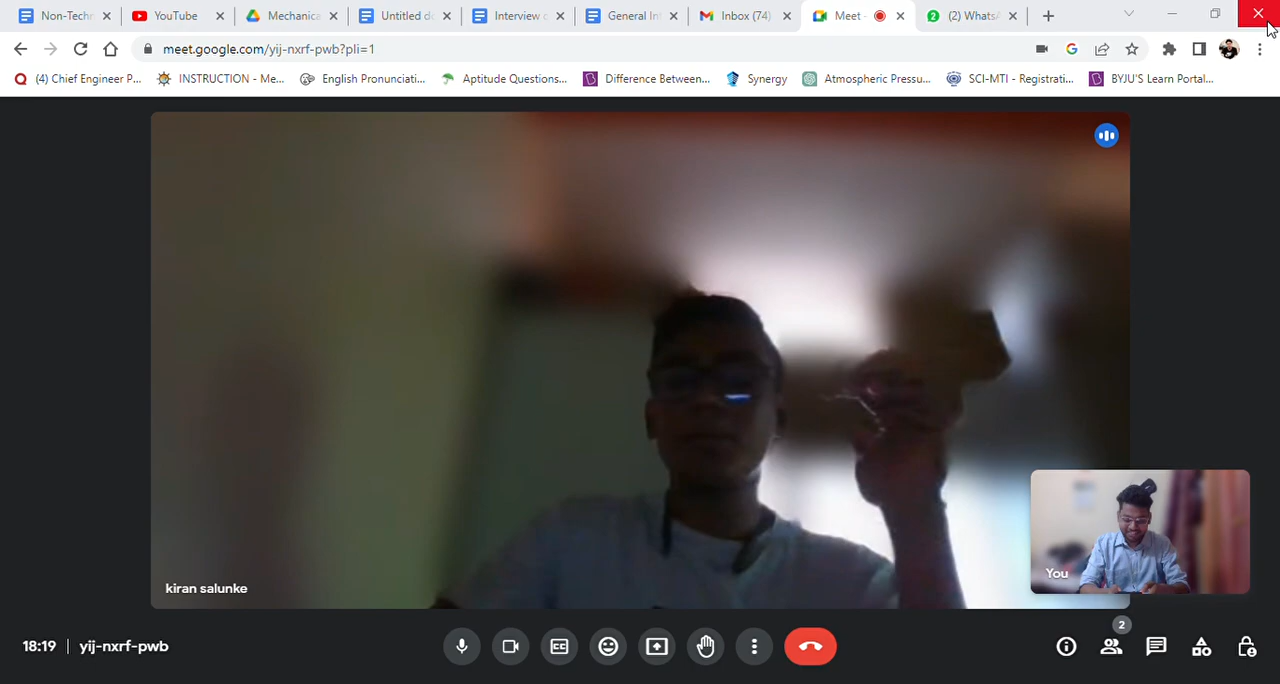 Non-Techn
YouTube
Mechanica
Untitled d
Interview
General In
Inbox (74)
Meet -
2
(2) WhatsA
meet.google.com/yij-nxrf-pwb?pli=1
(4) Chief Engineer P...
INSTRUCTION - Me...
English Pronunciati...
Aptitude Questions...
Difference Between...
Synergy
Atmospheric Pressu...
SCI-MTI - Registrati...
BYJU'S Learn Portal...
You
kiran salunke
2
18:19 | yij-nxrf-pwb